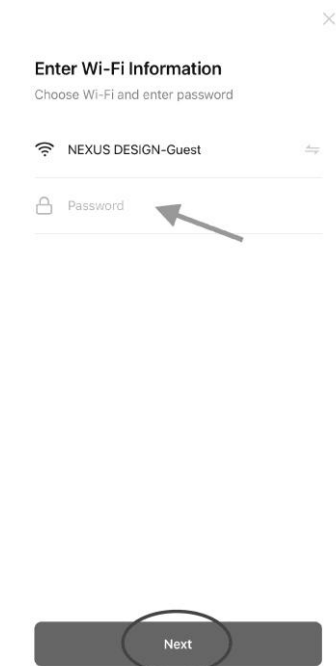 Enter Wi-Fi Information
Choose Wi-Fi and enter password
NEXUS DESIGN-Guest
Password
Next